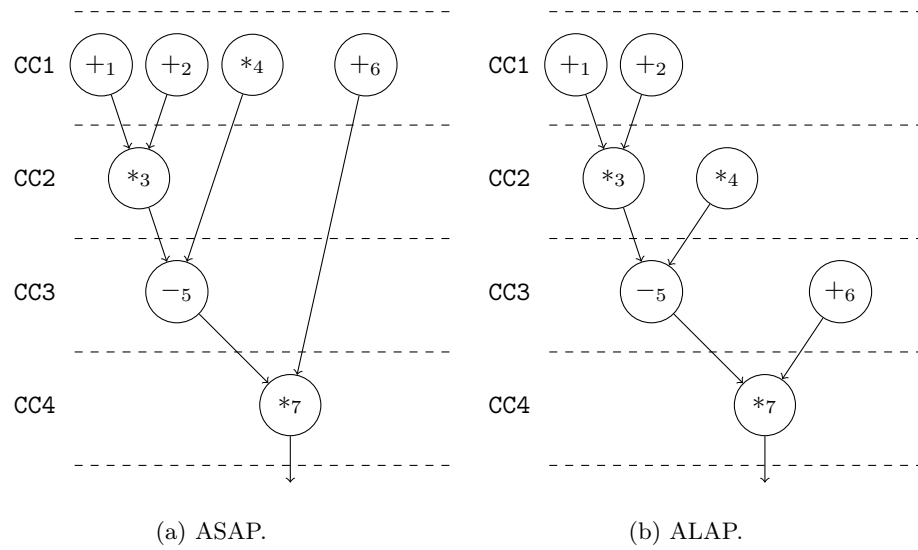 CC1 +1 +2 *4 +6 CC1 +1 +2
CC2 *3 CC2 *3 *4
CC3 −5 CC3 −5 +6
CC4 *7 CC4 *7
(a) ASAP. (b) ALAP.